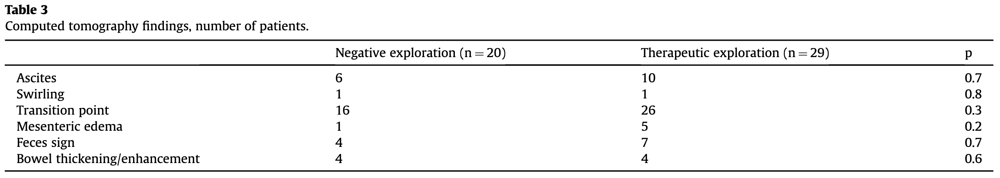 Table 3
Computed tomography findings, number of patients.
Negative exploration (n = 20) Therapeutic exploration (n = 29) p
Ascites 6 10 0.7
Swirling 1 1 0.8
Transition point 16 26 0.3
Mesenteric edema 1 5 0.2
Feces sign 4 7 0.7
Bowel thickening/enhancement 4 4 0.6